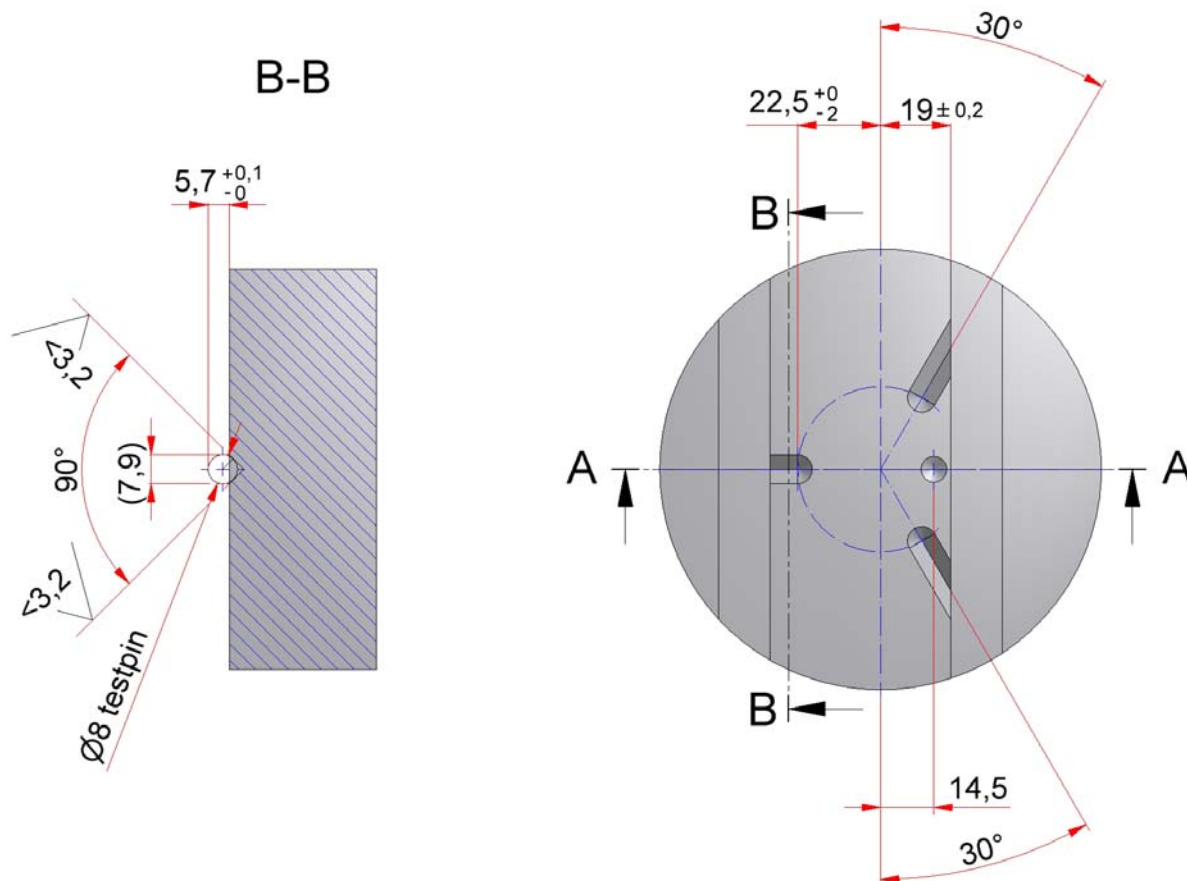 B-B
5,7 +0,1 -0
<3,2
90°
(7,9)
<3,2
Ø8 testpin
30°
22,5 +0 -2
19 ± 0,2
B
A
A
B
14,5
30°